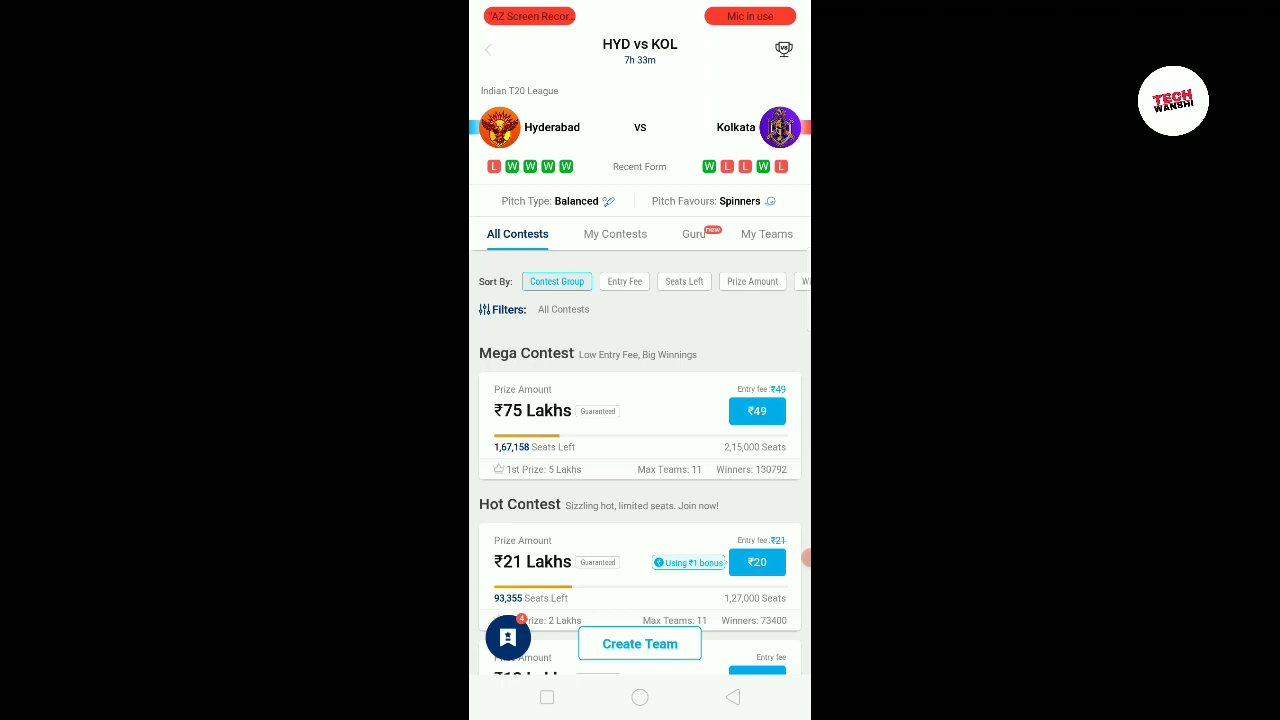 "AZ Screen Recor..
Mic in use
HYD vs KOL
7h 33m
VS
TECH
WANSHI
Indian T20 League
Hyderabad VS Kolkata
L W W W W Recent Form W L L W L
Pitch Type: Balanced Pitch Favours: Spinners
All Contests My Contests Guru new My Teams
Sort By: Contest Group Entry Fee Seats Left Prize Amount Wi
Filters: All Contests
Mega Contest Low Entry Fee, Big Winnings
Prize Amount Entry fee:₹49
₹75 Lakhs Guaranteed ₹49
1,67,158 Seats Left 2,15,000 Seats
1st Prize: 5 Lakhs Max Teams: 11 Winners: 130792
Hot Contest Sizzling hot, limited seats. Join now!
Prize Amount Entry fee:₹21
₹21 Lakhs Guaranteed Using ₹1 bonus ₹20
93,355 Seats Left 1,27,000 Seats
rize: 2 Lakhs Max Teams: 11 Winners: 73400
4
Create Team
Amount Entry fee